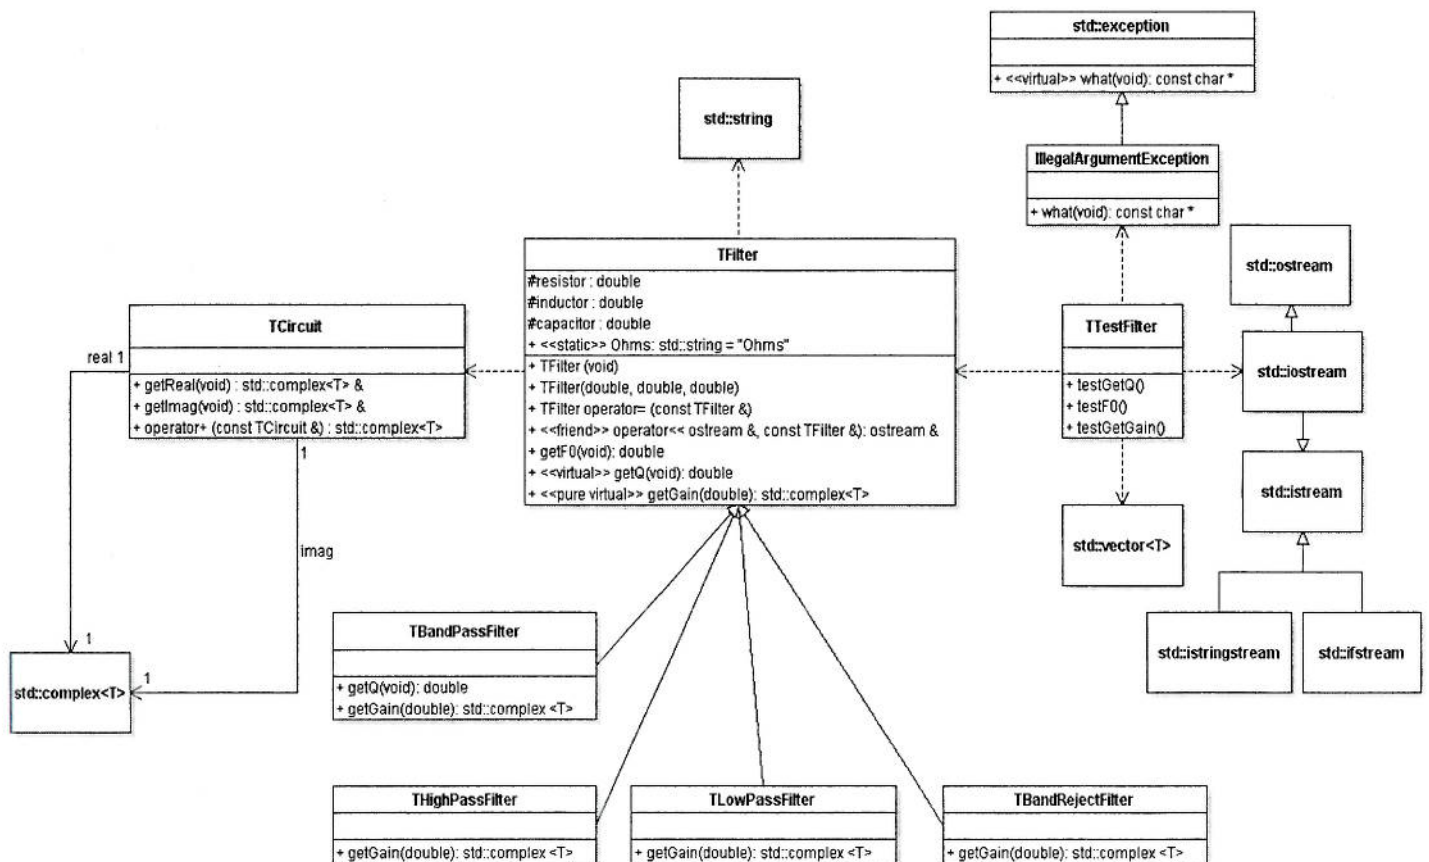 std::exception
+ <<virtual>> what(void): const char *
std::string
IllegalArgumentException
+ what(void): const char *
TFilter
#resistor : double
#inductor : double
#capacitor : double
+ <<static>> Ohms: std::string = "Ohms"
+ TFilter (void)
+ TFilter(double, double, double)
+ TFilter operator= (const TFilter &)
+ <<friend>> operator<< ostream &, const TFilter &): ostream &
+ getF0(void): double
+ <<virtual>> getQ(void): double
+ <<pure virtual>> getGain(double): std::complex<T>
std::ostream
TCircuit
+ getReal(void) : std::complex<T> &
+ getImag(void) : std::complex<T> &
+ operator+ (const TCircuit &) : std::complex<T>
real 1
1
imag
1
1
std::complex<T>
TTestFilter
+ testGetQ()
+ testF0()
+ testGetGain()
std::iostream
std::istream
std::vector<T>
std::istringstream
std::ifstream
TBandPassFilter
+ getQ(void): double
+ getGain(double): std::complex <T>
THighPassFilter
+ getGain(double): std::complex <T>
TLowPassFilter
+ getGain(double): std::complex <T>
TBandRejectFilter
+ getGain(double): std::complex <T>